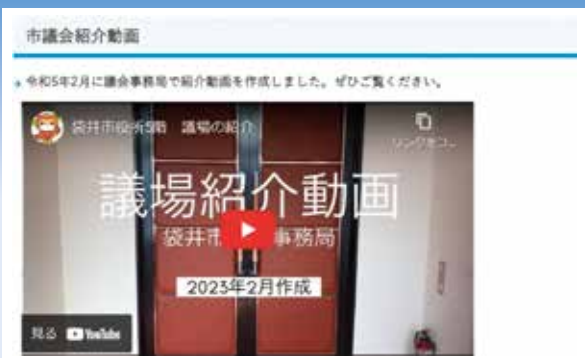 市議会紹介動画
令和5年2月に議会事務局で紹介動画を作成しました。ぜひご覧ください。
袋井市役所5階 議場の紹介
リンクをコ...
議場紹介動画
袋井市 事務局
2023年2月作成
見る YouTube